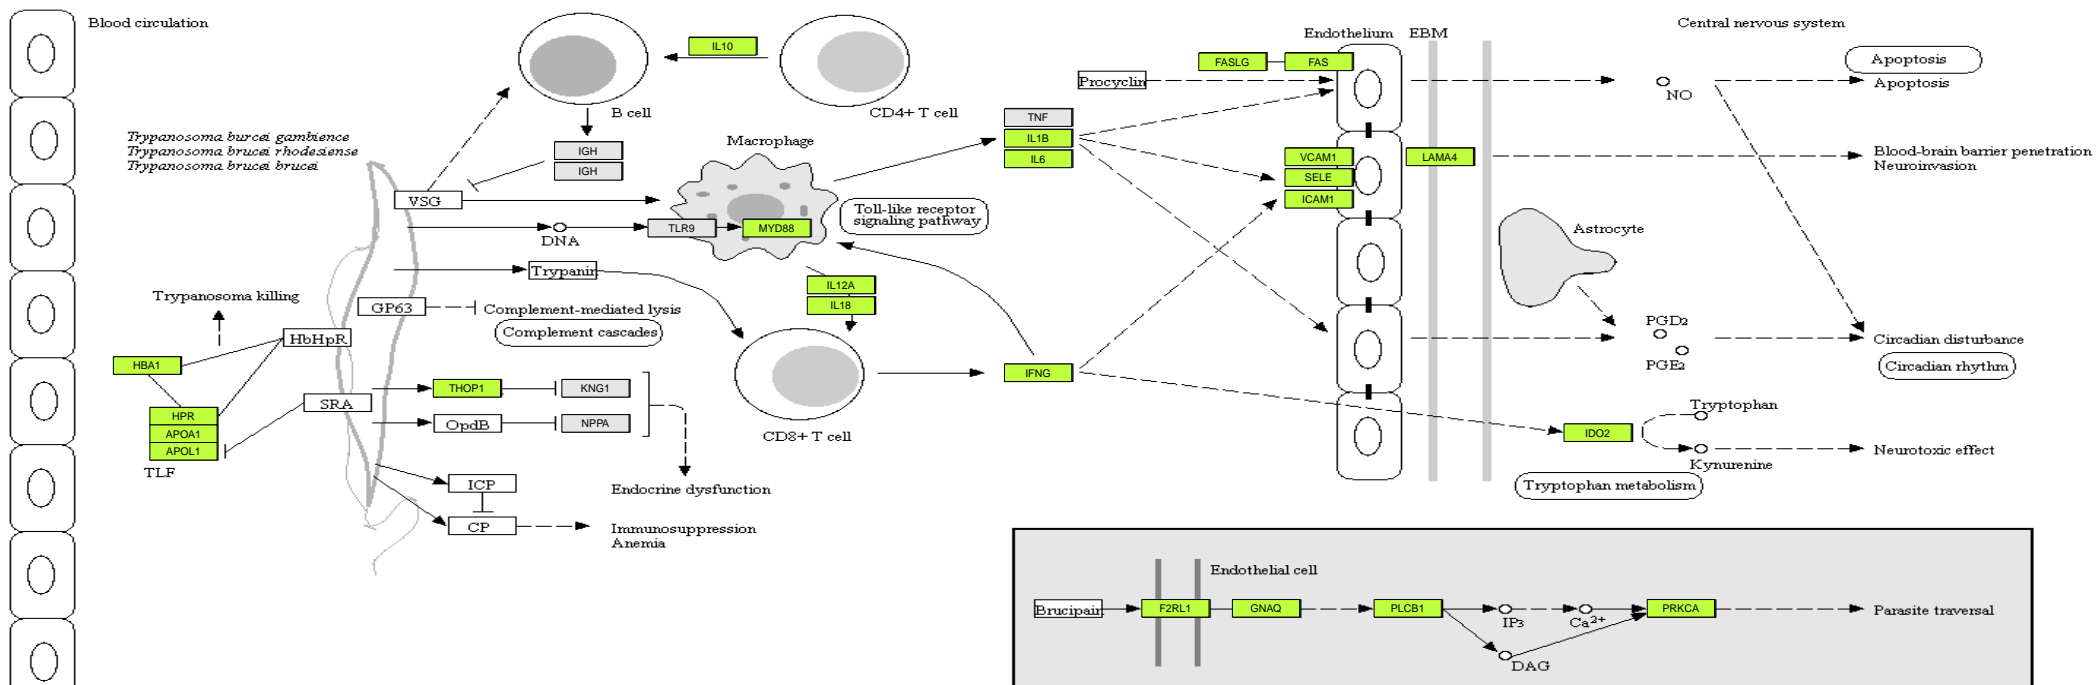 Blood circulation
Central nervous system
Endothelium
EBM
IL10
FASLG
FAS
Apoptosis
Procyclin
Apoptosis
NO
B cell
CD4+ T cell
TNF
IL1B
IL6
Trypanosoma burcei gambience
Trypanosoma brucei rhodesiense
Trypanosoma brucei brucei
Macrophage
IGH
IGH
VCAM1
SELE
ICAM1
LAMA4
Blood-brain barrier penetration
Neuroinvasion
VSG
Toll-like receptor
signaling pathway
DNA
TLR9
MYD88
Astrocyte
Trypanin
IL12A
IL18
Trypanosoma killing
GP63
Complement-mediated lysis
Complement cascades
HbHpR
PGD2
PGE2
Circadian disturbance
Circadian rhythm
HBA1
IFNG
THOP1
KNG1
SRA
HPR
APOA1
APOL1
TLF
OpdB
NPPA
CD8+ T cell
Tryptophan
IDO2
Kynurenine
Neurotoxic effect
Tryptophan metabolism
ICP
Endocrine dysfunction
CP
Immunosuppression
Anemia
Endothelial cell
Brucipain
F2RL1
GNAQ
PLCB1
IP3
Ca2+
PRKCA
Parasite traversal
DAG